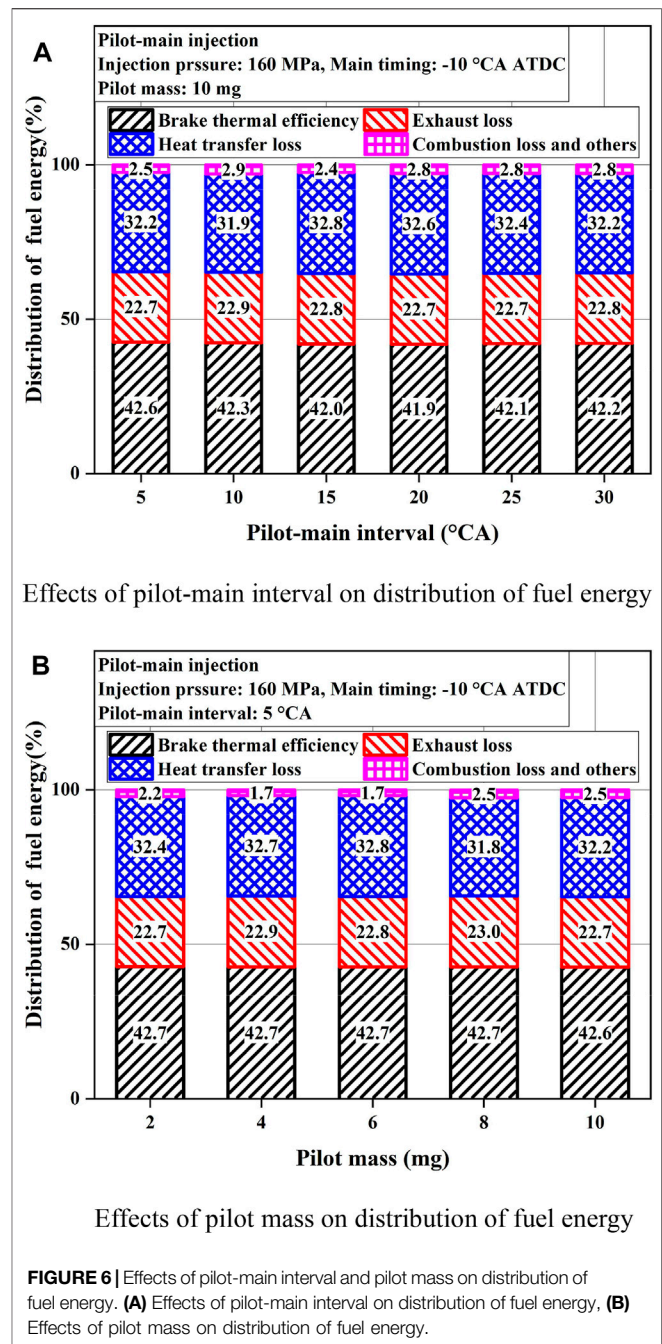 A
Pilot-main injection
Injection prssure: 160 MPa, Main timing: -10 °CA ATDC
Pilot mass: 10 mg
Brake thermal efficiency Exhaust loss
Heat transfer loss Combustion loss and others
Distribution of fuel energy(%)
100
50
0
2.5 2.9 2.4 2.8 2.8 2.8
32.2 31.9 32.8 32.6 32.4 32.2
22.7 22.9 22.8 22.7 22.7 22.8
42.6 42.3 42.0 41.9 42.1 42.2
5 10 15 20 25 30
Pilot-main interval (°CA)
Effects of pilot-main interval on distribution of fuel energy
B
Pilot-main injection
Injection prssure: 160 MPa, Main timing: -10 °CA ATDC
Pilot-main interval: 5 °CA
Brake thermal efficiency Exhaust loss
Heat transfer loss Combustion loss and others
Distribution of fuel energy(%)
100
50
0
2.2 1.7 1.7 2.5 2.5
32.4 32.7 32.8 31.8 32.2
22.7 22.9 22.8 23.0 22.7
42.7 42.7 42.7 42.7 42.6
2 4 6 8 10
Pilot mass (mg)
Effects of pilot mass on distribution of fuel energy
FIGURE 6 | Effects of pilot-main interval and pilot mass on distribution of
fuel energy. (A) Effects of pilot-main interval on distribution of fuel energy, (B)
Effects of pilot mass on distribution of fuel energy.